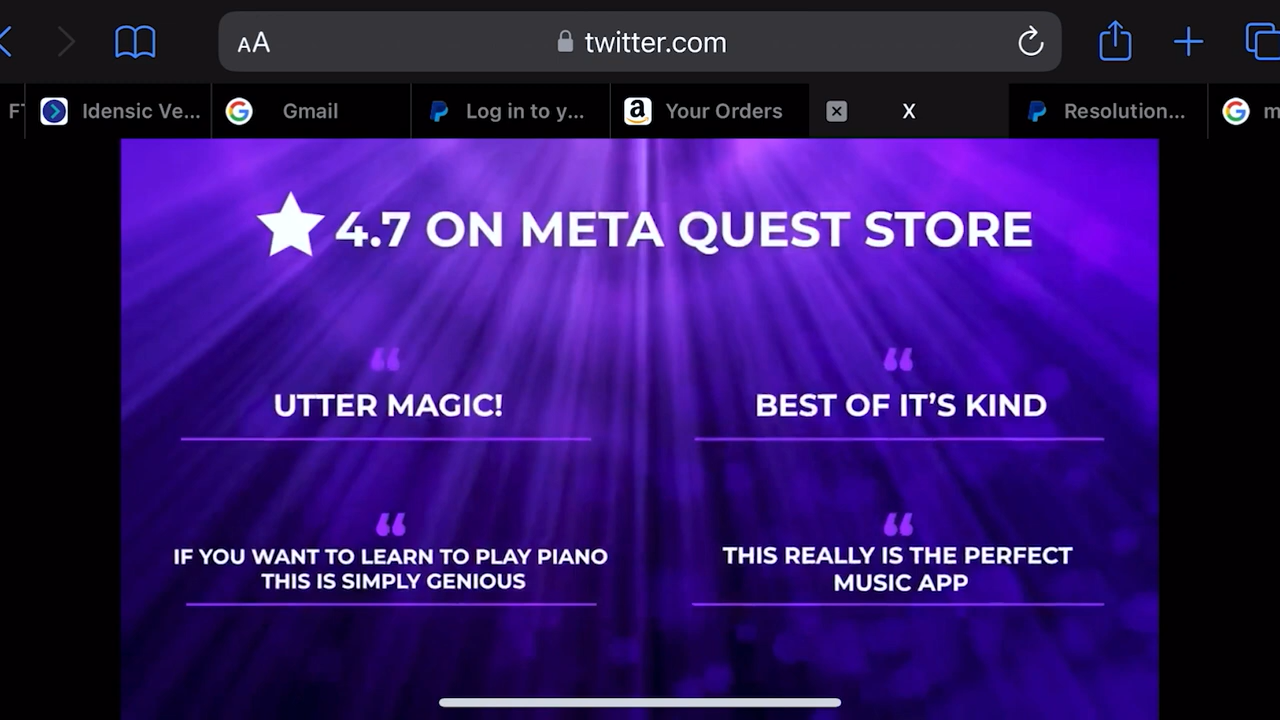 AA twitter.com
Idensic Ve... Gmail Log in to y... Your Orders X Resolution...
4.7 ON META QUEST STORE
“
UTTER MAGIC!
“
BEST OF IT’S KIND
“
IF YOU WANT TO LEARN TO PLAY PIANO
THIS IS SIMPLY GENIOUS
“
THIS REALLY IS THE PERFECT
MUSIC APP